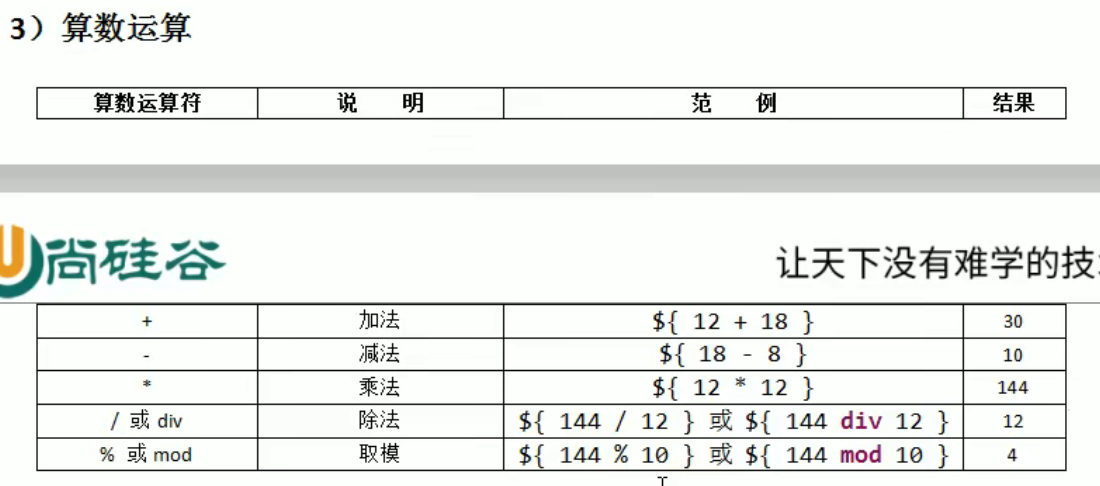 3）算数运算
算数运算符 说 明 范 例 结果
尚硅谷 让天下没有难学的技
+ 加法 ${ 12 + 18 } 30
- 减法 ${ 18 - 8 } 10
* 乘法 ${ 12 * 12 } 144
/ 或 div 除法 ${ 144 / 12 } 或 ${ 144 div 12 } 12
% 或 mod 取模 ${ 144 % 10 } 或 ${ 144 mod 10 } 4